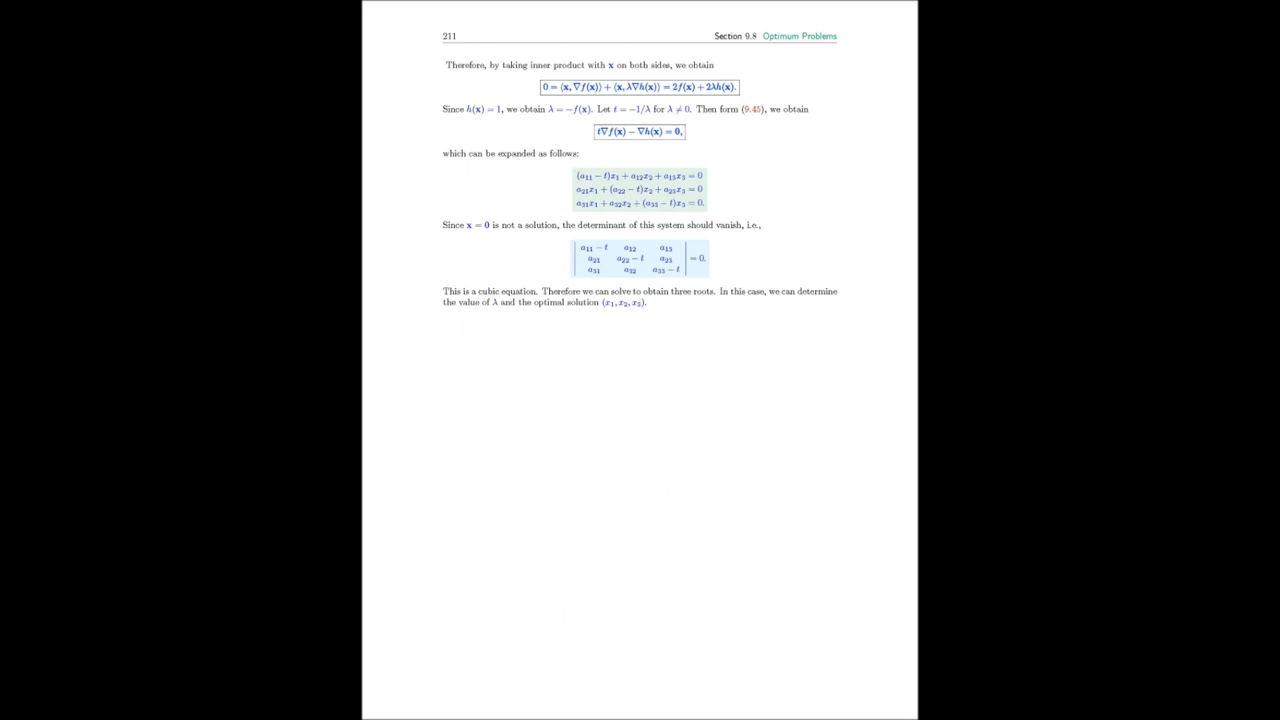 211 Section 9.8 Optimum Problems
Therefore, by taking inner product with x on both sides, we obtain
0 = ⟨x, ∇f(x)⟩ + ⟨x, λ∇h(x)⟩ = 2f(x) + 2λh(x).
Since h(x) = 1, we obtain λ = −f(x). Let t = −1/λ for λ ≠ 0. Then form (9.45), we obtain
t∇f(x) − ∇h(x) = 0,
which can be expanded as follows:
(a₁₁ − t)x₁ + a₁₂x₂ + a₁₃x₃ = 0
a₂₁x₁ + (a₂₂ − t)x₂ + a₂₃x₃ = 0
a₃₁x₁ + a₃₂x₂ + (a₃₃ − t)x₃ = 0.
Since x = 0 is not a solution, the determinant of this system should vanish, i.e.,
a₁₁ − t a₁₂ a₁₃
a₂₁ a₂₂ − t a₂₃ = 0.
a₃₁ a₃₂ a₃₃ − t
This is a cubic equation. Therefore we can solve to obtain three roots. In this case, we can determine
the value of λ and the optimal solution (x₁, x₂, x₃).